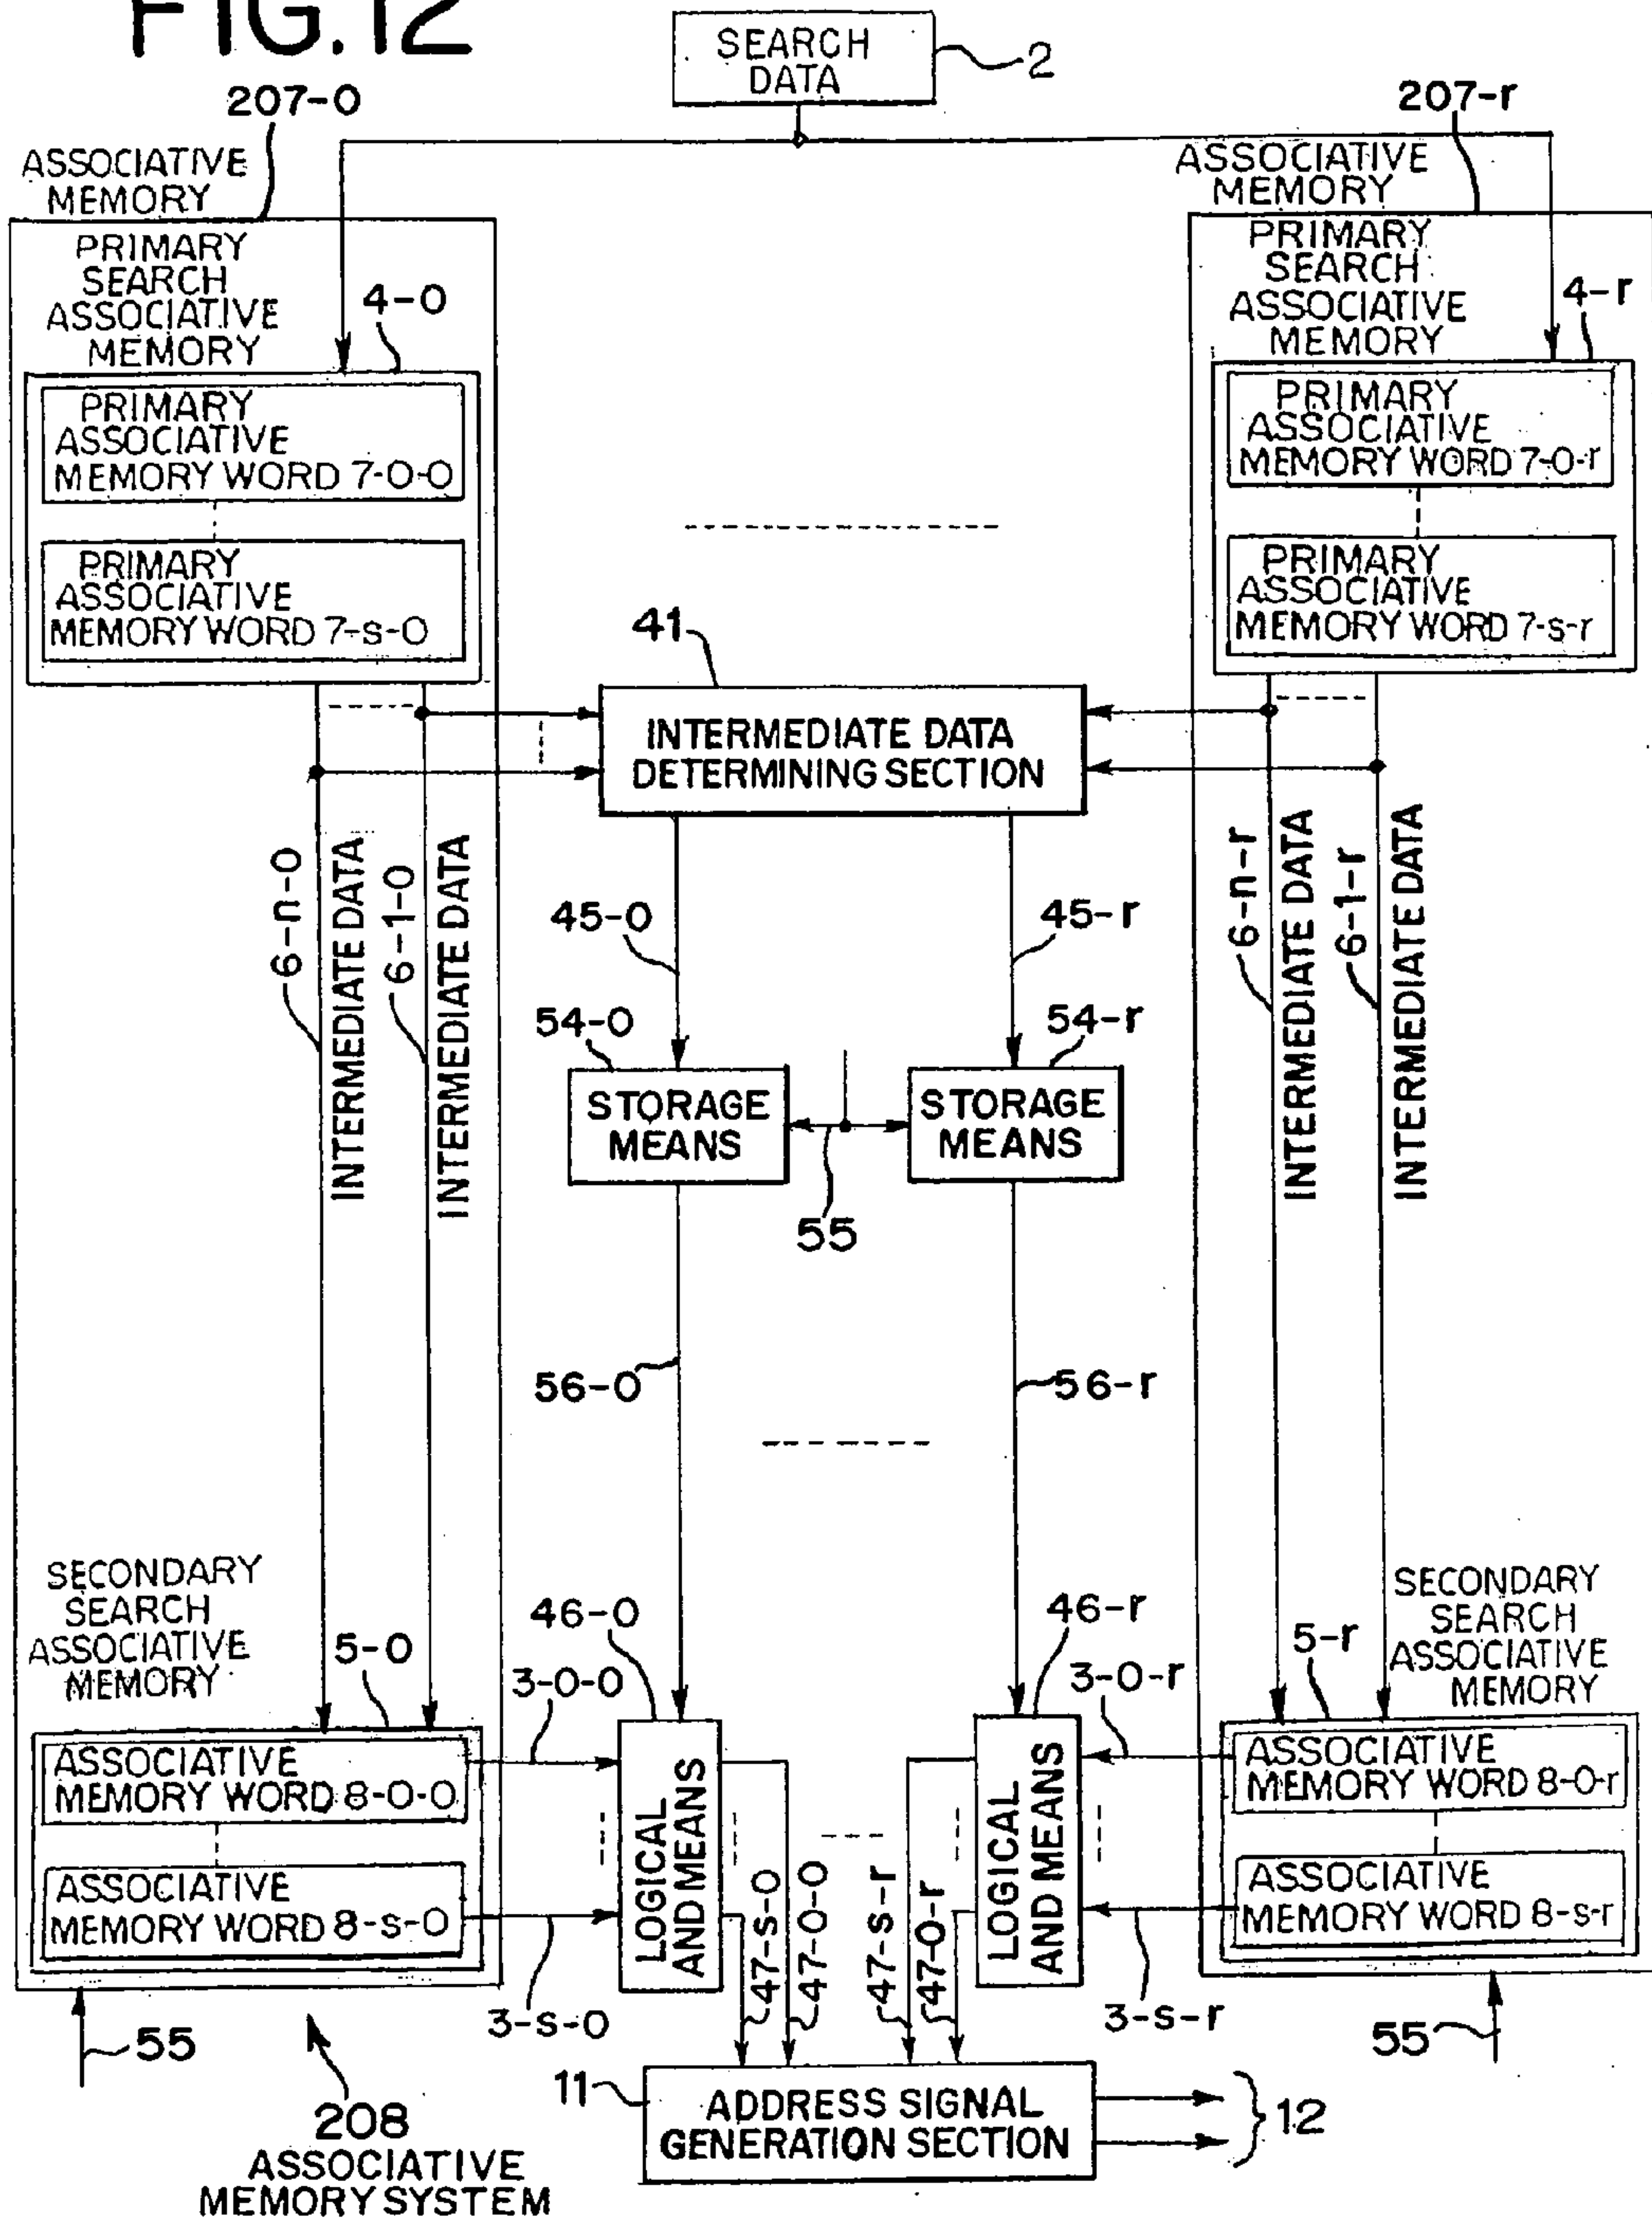 FIG.12
SEARCH
DATA
2
207-0
207-r
ASSOCIATIVE
MEMORY
ASSOCIATIVE
MEMORY
PRIMARY
SEARCH
ASSOCIATIVE
MEMORY
4-0
PRIMARY
SEARCH
ASSOCIATIVE
MEMORY
4-r
PRIMARY
ASSOCIATIVE
MEMORY WORD 7-0-0
PRIMARY
ASSOCIATIVE
MEMORY WORD 7-s-0
PRIMARY
ASSOCIATIVE
MEMORY WORD 7-0-r
PRIMARY
ASSOCIATIVE
MEMORY WORD 7-s-r
41
INTERMEDIATE DATA
DETERMINING SECTION
6-n-0
INTERMEDIATE DATA
6-1-0
INTERMEDIATE DATA
45-0
45-r
6-n-r
INTERMEDIATE DATA
6-1-r
INTERMEDIATE DATA
54-0
54-r
STORAGE
MEANS
STORAGE
MEANS
55
56-0
56-r
SECONDARY
SEARCH
ASSOCIATIVE
MEMORY
5-0
46-0
46-r
SECONDARY
SEARCH
ASSOCIATIVE
MEMORY
5-r
3-0-0
3-0-r
ASSOCIATIVE
MEMORY WORD 8-0-0
ASSOCIATIVE
MEMORY WORD 8-s-0
LOGICAL
AND MEANS
47-s-0
47-0-0
47-s-r
47-0-r
LOGICAL
AND MEANS
ASSOCIATIVE
MEMORY WORD 8-0-r
ASSOCIATIVE
MEMORY WORD 8-s-r
3-s-0
3-s-r
55
55
11
ADDRESS SIGNAL
GENERATION SECTION
12
208
ASSOCIATIVE
MEMORY SYSTEM